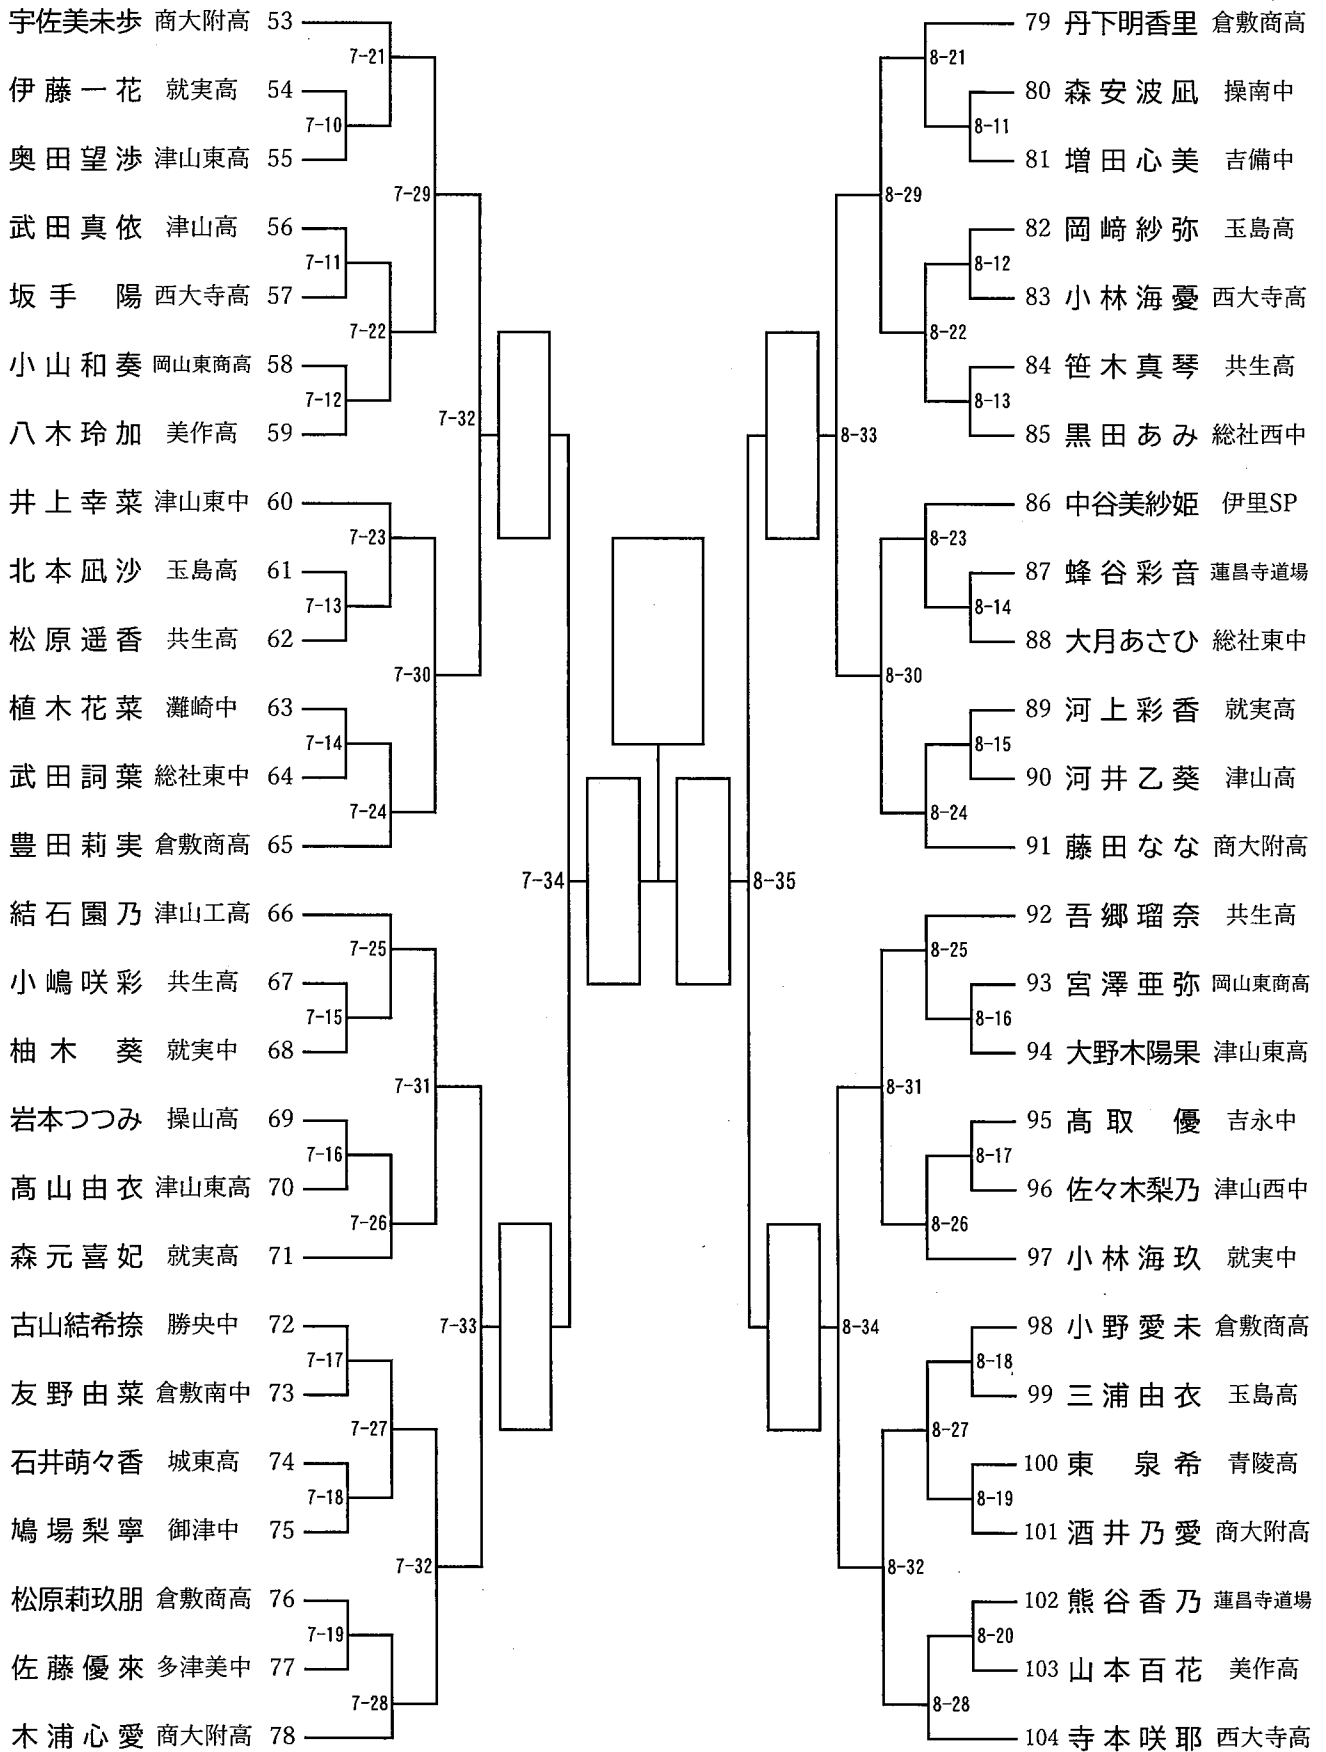 宇佐美未歩 商大附高 53
7-21
伊藤一花 就実高 54
7-10
奥田望渉 津山東高 55
7-29
武田真依 津山高 56
7-11
坂手 陽 西大寺高 57
7-22
小山和奏 岡山東商高 58
7-12
八木玲加 美作高 59
7-32
井上幸菜 津山東中 60
7-23
北本凪沙 玉島高 61
7-13
松原遥香 共生高 62
7-30
植木花菜 灘崎中 63
7-14
武田詞葉 総社東中 64
7-24
豊田莉実 倉敷商高 65
7-34
結石園乃 津山工高 66
7-25
小嶋咲彩 共生高 67
7-15
柚木 葵 就実中 68
7-31
岩本つつみ 操山高 69
7-16
髙山由衣 津山東高 70
7-26
森元喜妃 就実高 71
古山結希捺 勝央中 72
7-33
7-17
友野由菜 倉敷南中 73
7-27
石井萌々香 城東高 74
7-18
鳩場梨寧 御津中 75
7-32
松原莉玖朋 倉敷商高 76
7-19
佐藤優來 多津美中 77
7-28
木浦心愛 商大附高 78
79 丹下明香里 倉敷商高
8-21
80 森安波凪 操南中
8-11
81 増田心美 吉備中
8-29
82 岡﨑紗弥 玉島高
8-12
83 小林海憂 西大寺高
8-22
84 笹木真琴 共生高
8-13
85 黒田あみ 総社西中
8-33
86 中谷美紗姫 伊里SP
8-23
87 蜂谷彩音 蓮昌寺道場
8-14
88 大月あさひ 総社東中
8-30
89 河上彩香 就実高
8-15
90 河井乙葵 津山高
8-24
91 藤田なな 商大附高
8-35
92 吾郷瑠奈 共生高
8-25
93 宮澤亜弥 岡山東商高
8-16
94 大野木陽果 津山東高
8-31
95 髙取 優 吉永中
8-17
96 佐々木梨乃 津山西中
8-26
97 小林海玖 就実中
98 小野愛未 倉敷商高
8-34
8-18
99 三浦由衣 玉島高
8-27
100 東 泉希 青陵高
8-19
101 酒井乃愛 商大附高
8-32
102 熊谷香乃 蓮昌寺道場
8-20
103 山本百花 美作高
8-28
104 寺本咲耶 西大寺高